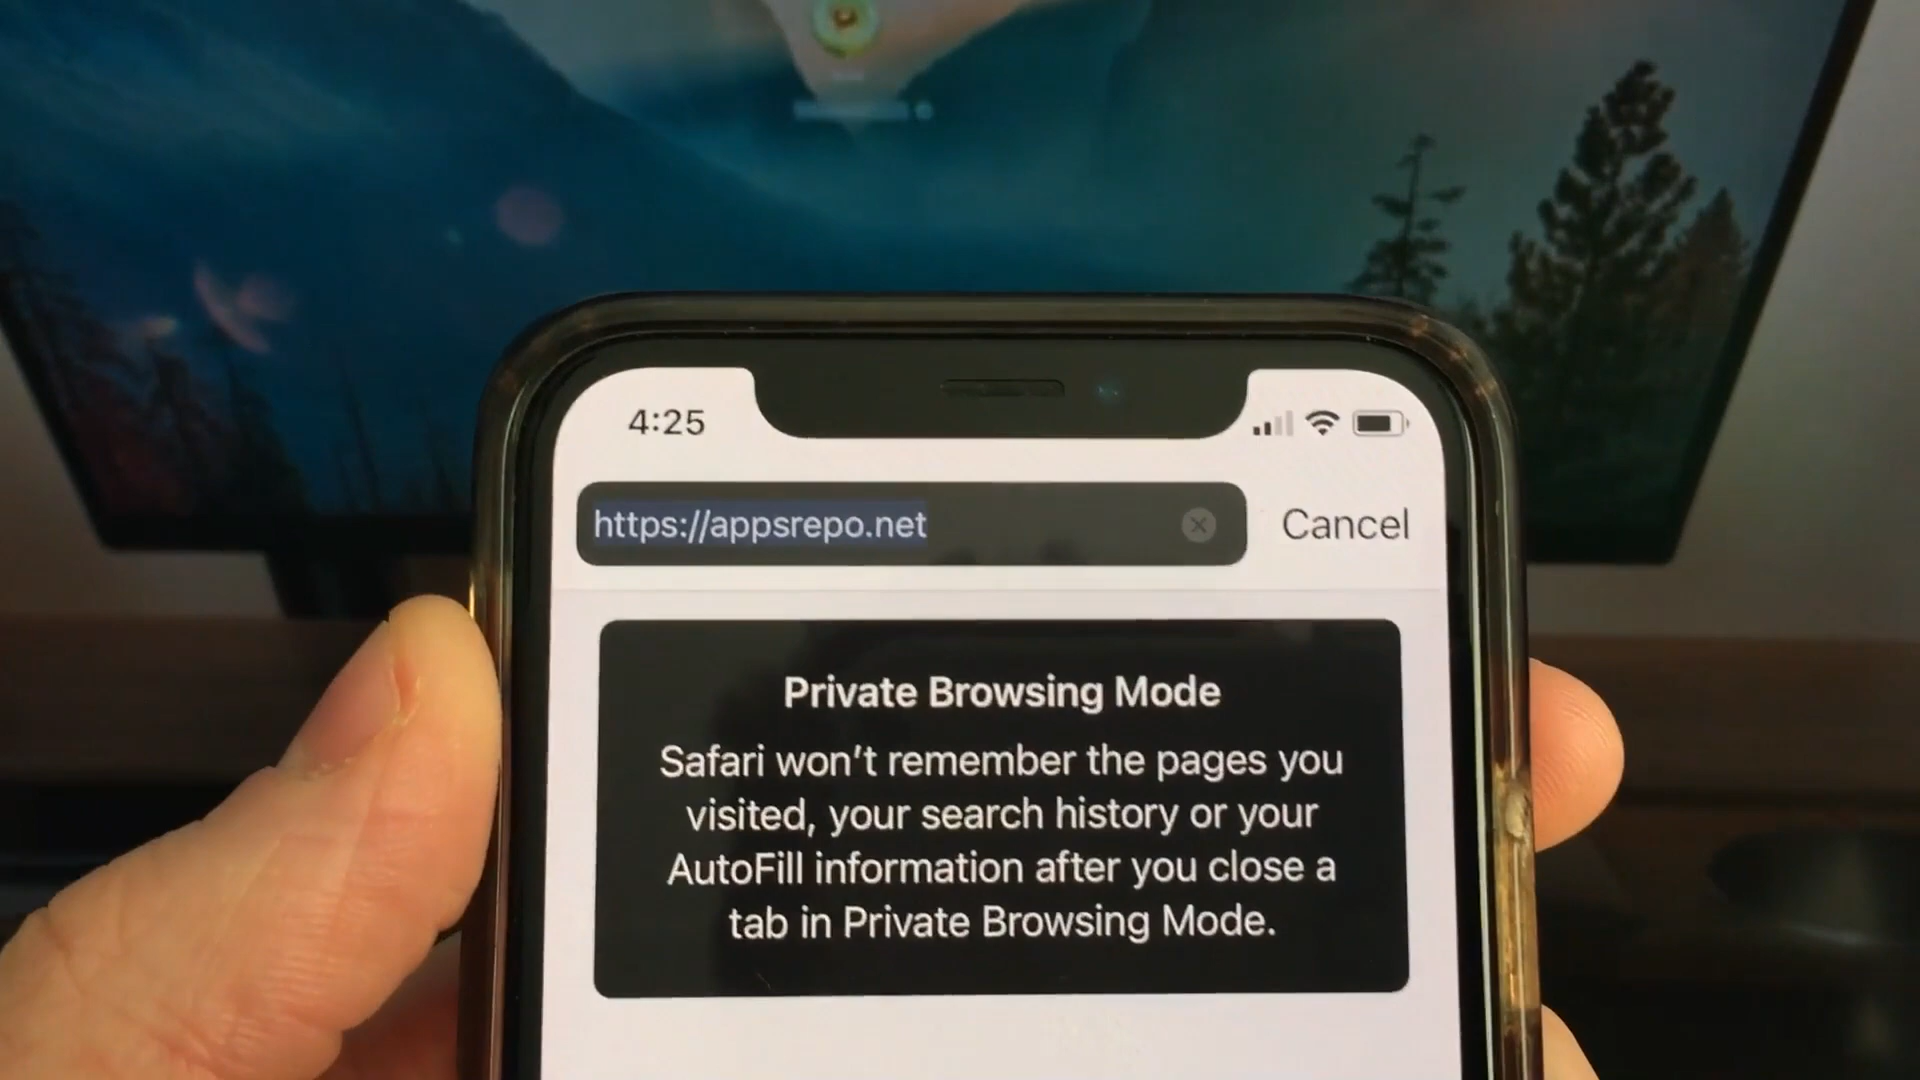 4:25
https://appsrepo.net
Cancel
Private Browsing Mode
Safari won't remember the pages you
visited, your search history or your
AutoFill information after you close a
tab in Private Browsing Mode.